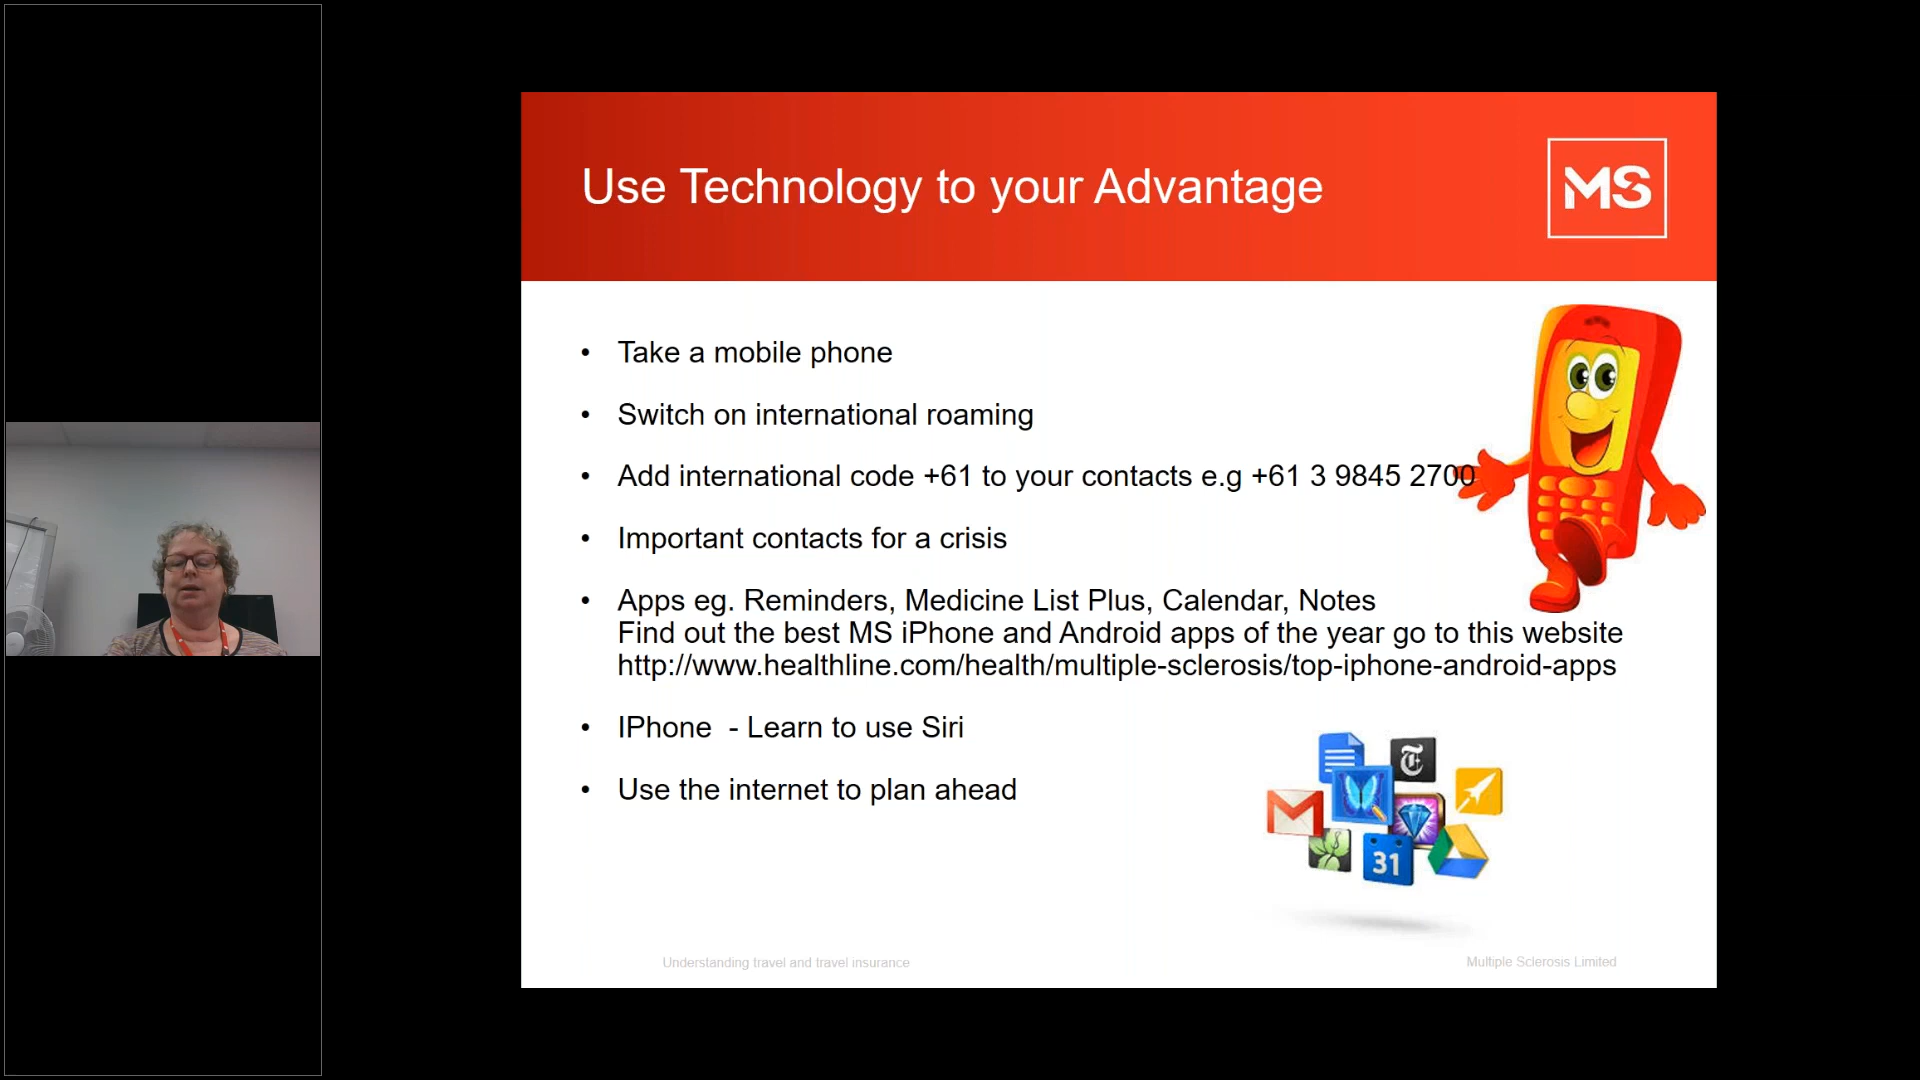 Use Technology to your Advantage
MS
• Take a mobile phone
• Switch on international roaming
• Add international code +61 to your contacts e.g +61 3 9845 2700
• Important contacts for a crisis
• Apps eg. Reminders, Medicine List Plus, Calendar, Notes
Find out the best MS iPhone and Android apps of the year go to this website
http://www.healthline.com/health/multiple-sclerosis/top-iphone-android-apps
• IPhone  - Learn to use Siri
• Use the internet to plan ahead
T
M
31
Understanding travel and travel insurance
Multiple Sclerosis Limited